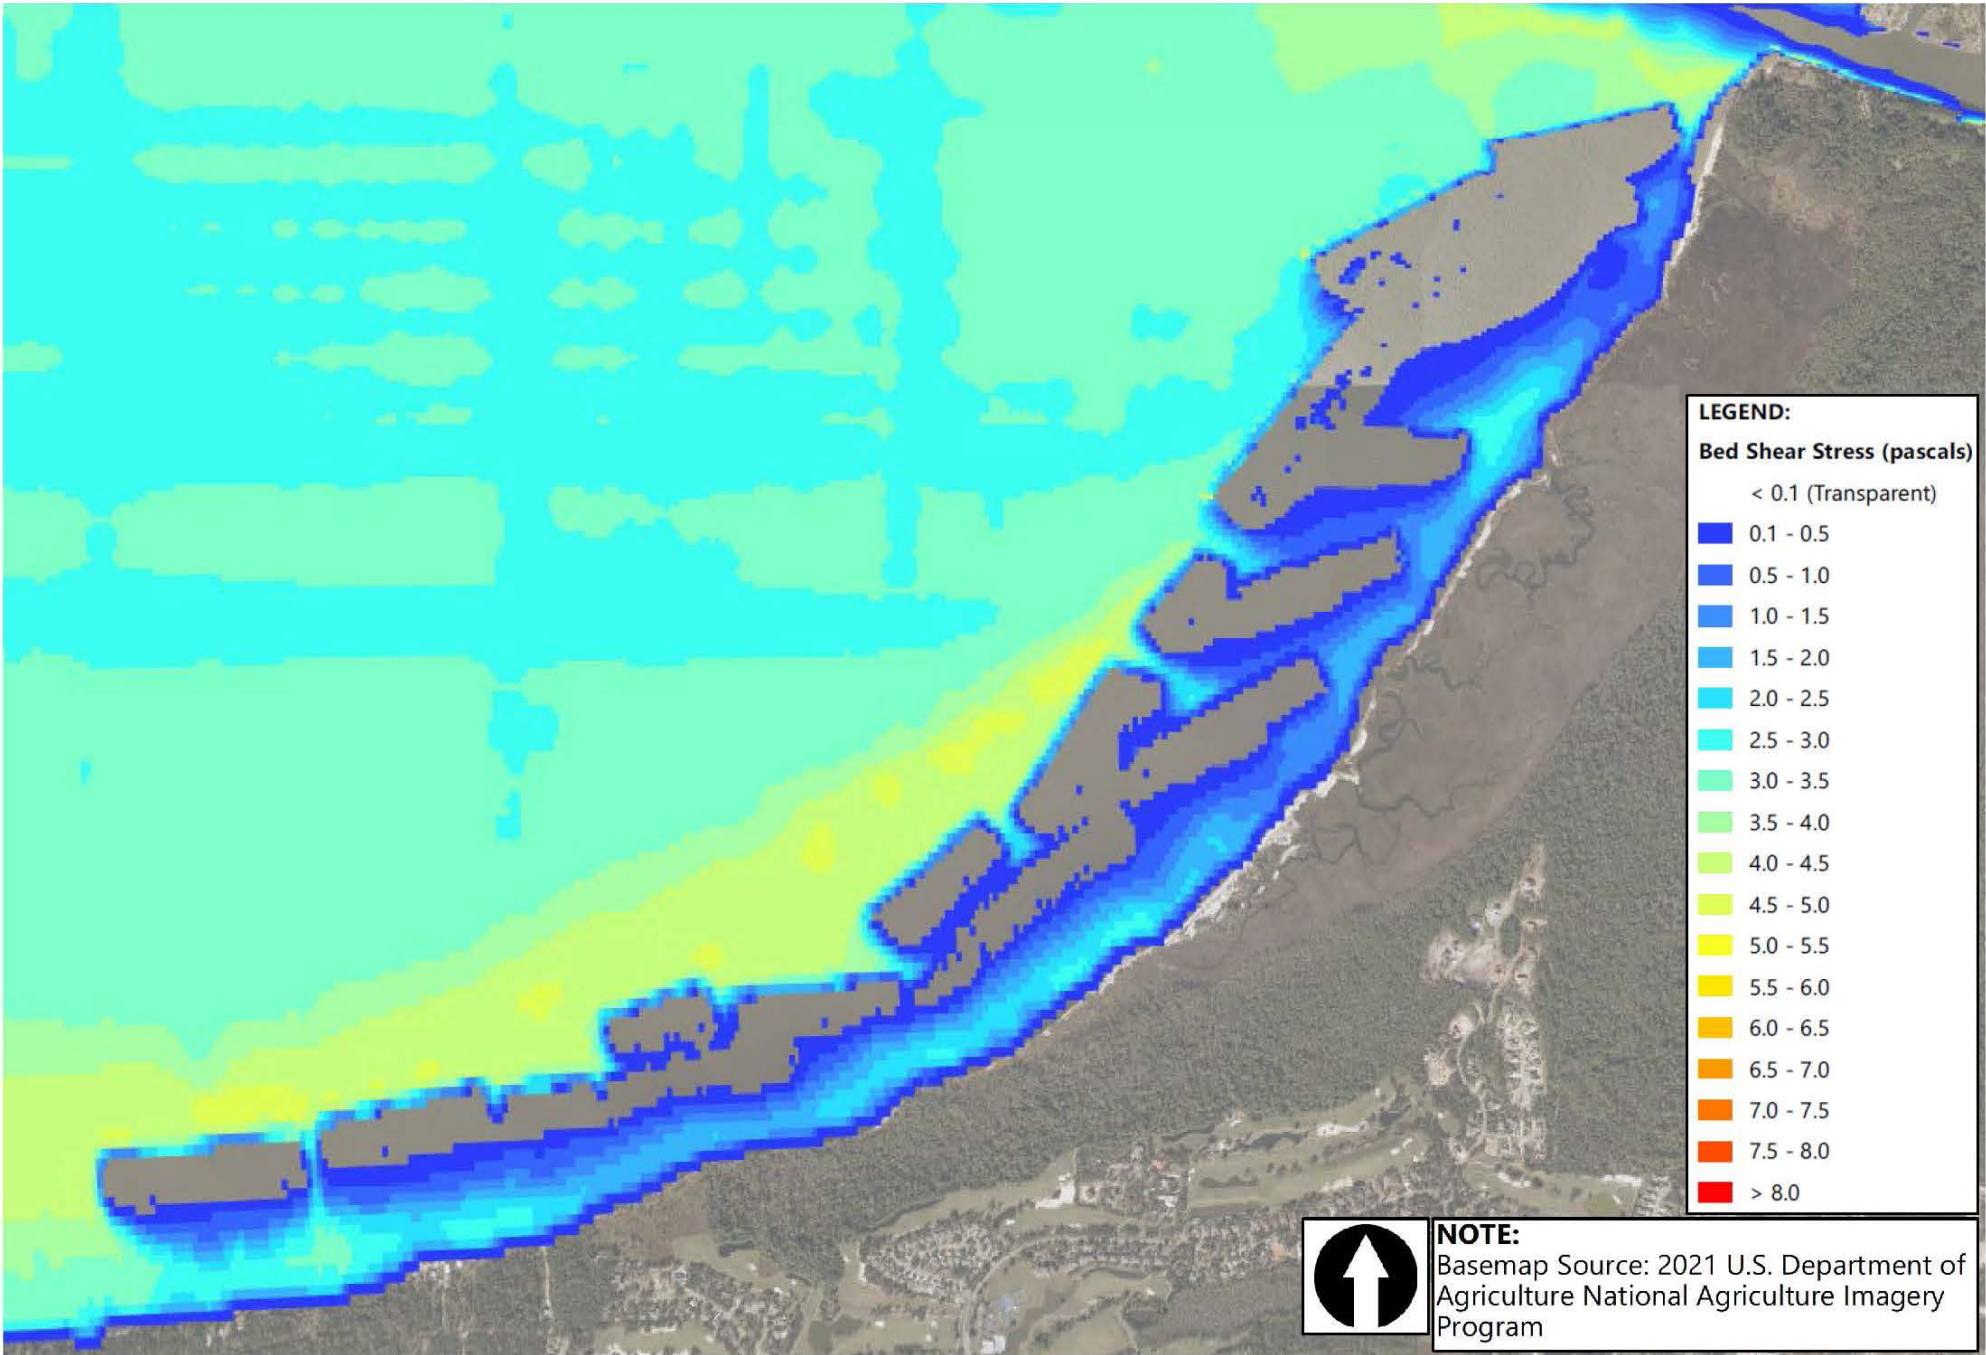 LEGEND:
Bed Shear Stress (pascals)
< 0.1 (Transparent)
0.1 - 0.5
0.5 - 1.0
1.0 - 1.5
1.5 - 2.0
2.0 - 2.5
2.5 - 3.0
3.0 - 3.5
3.5 - 4.0
4.0 - 4.5
4.5 - 5.0
5.0 - 5.5
5.5 - 6.0
6.0 - 6.5
6.5 - 7.0
7.0 - 7.5
7.5 - 8.0
> 8.0
NOTE:
Basemap Source: 2021 U.S. Department of
Agriculture National Agriculture Imagery
Program